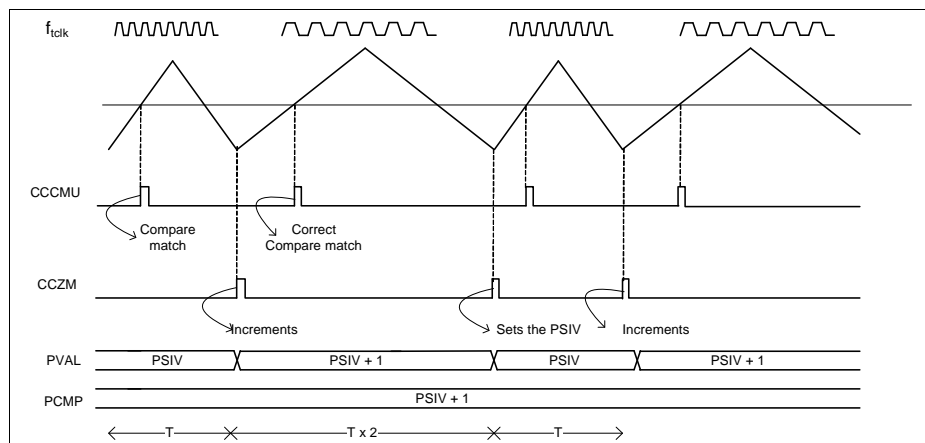 ftclk
CCCMU
Compare
match
Correct
Compare match
CCZM
Increments
Sets the PSIV
Increments
PVAL
PSIV
PSIV + 1
PSIV
PSIV + 1
PCMP
PSIV + 1
T
T x 2
T